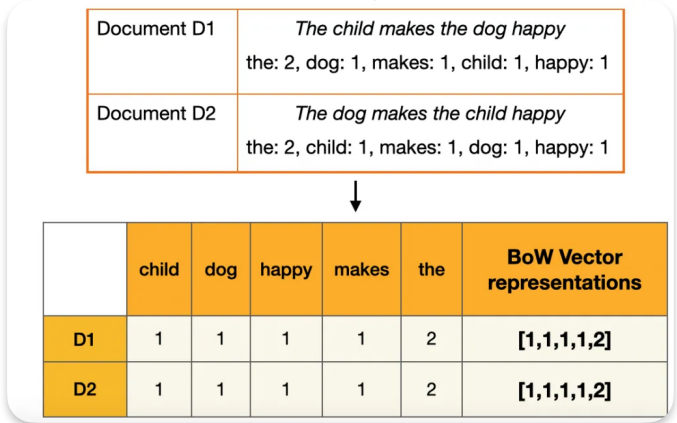 Document D1
The child makes the dog happy
the: 2, dog: 1, makes: 1, child: 1, happy: 1
Document D2
The dog makes the child happy
the: 2, child: 1, makes: 1, dog: 1, happy: 1
child dog happy makes the BoW Vector representations
D1 1 1 1 1 2 [1,1,1,1,2]
D2 1 1 1 1 2 [1,1,1,1,2]